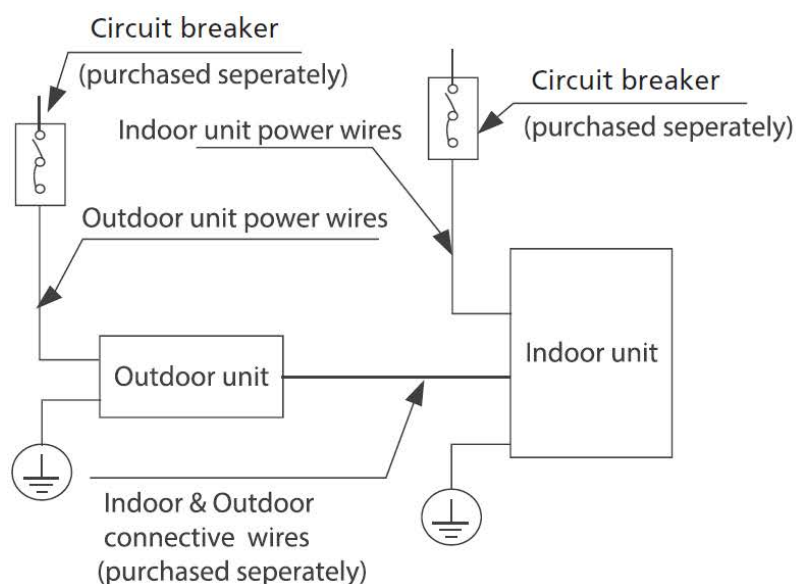 Circuit breaker
(purchased seperately)
Circuit breaker
(purchased seperately)
Indoor unit power wires
Outdoor unit power wires
Indoor unit
Outdoor unit
Indoor & Outdoor
connective wires
(purchased seperately)